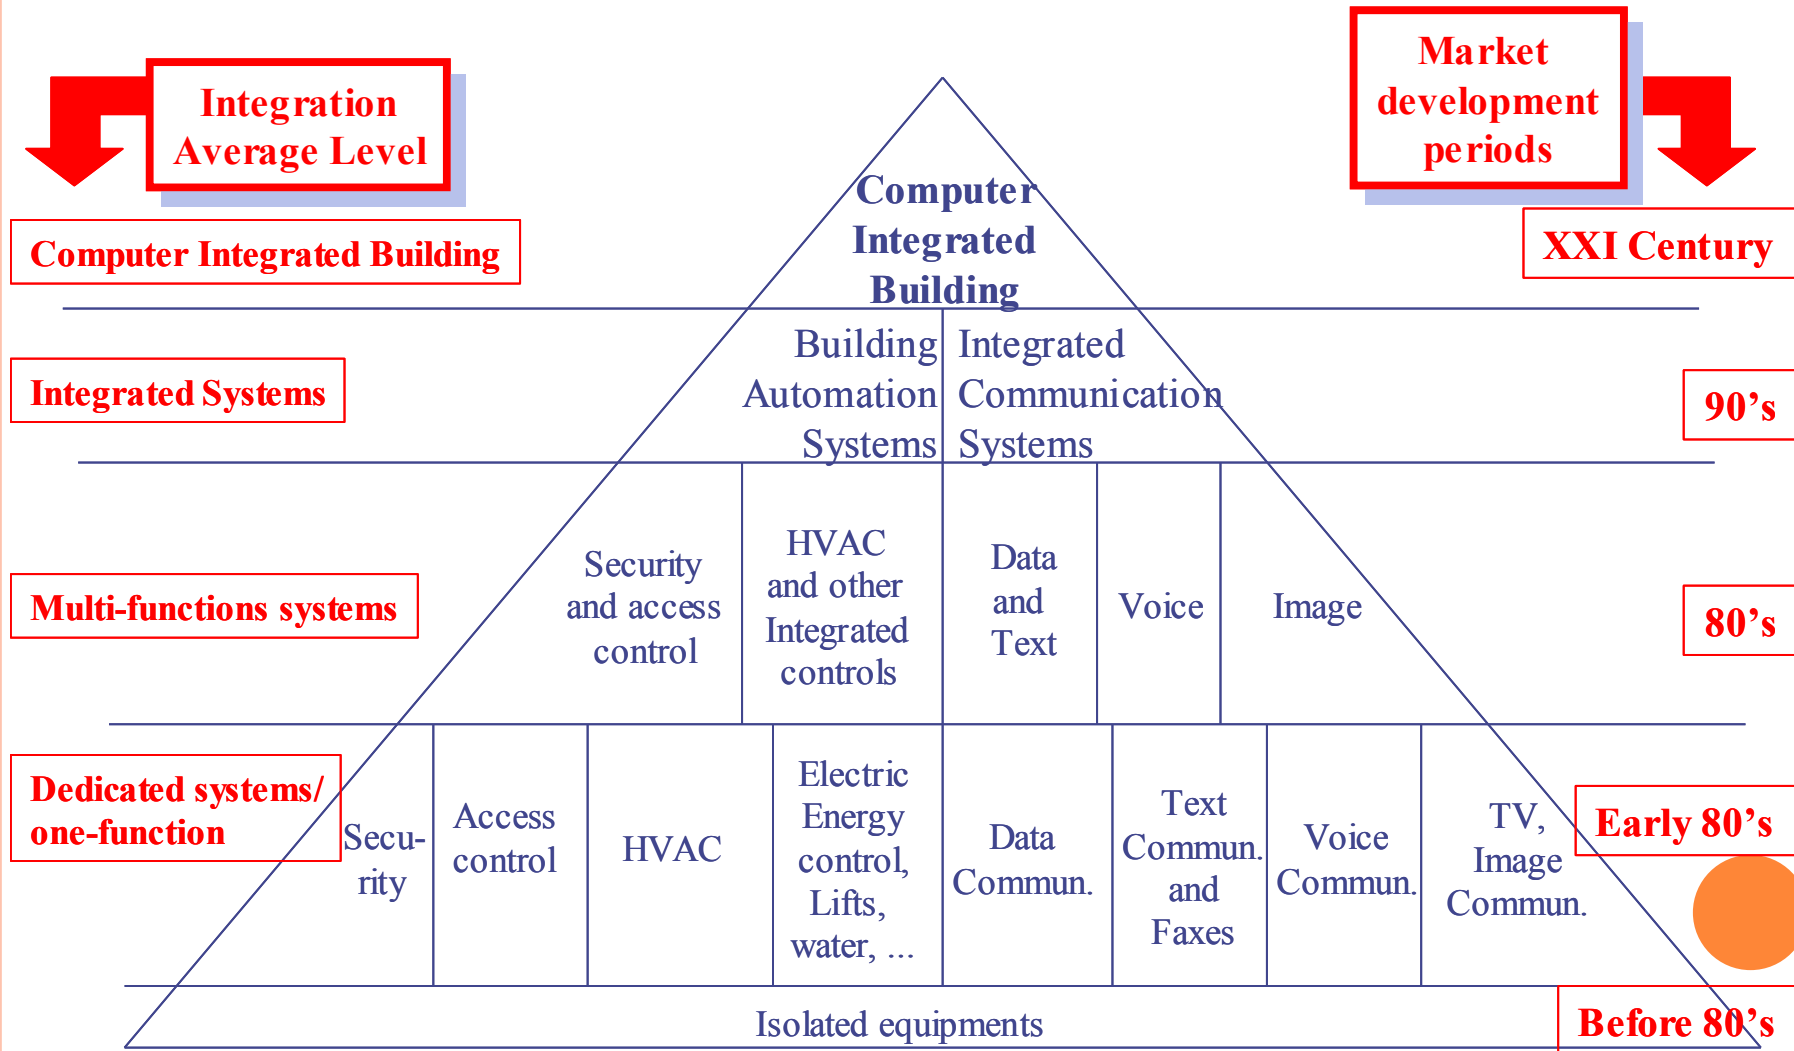 Integration
Average Level
Market
development
periods
Computer
Integrated
Building
Computer Integrated Building
XXI Century
Building
Automation
Systems
Integrated
Communication
Systems
Integrated Systems
90’s
Multi-functions systems
Security
and access
control
HVAC
and other
Integrated
controls
Data
and
Text
Voice
Image
80’s
Dedicated systems/
one-function
Secu-
rity
Access
control
HVAC
Electric
Energy
control,
Lifts,
water, ...
Data
Commun.
Text
Commun.
and
Faxes
Voice
Commun.
TV,
Image
Commun.
Early 80’s
Isolated equipments
Before 80’s